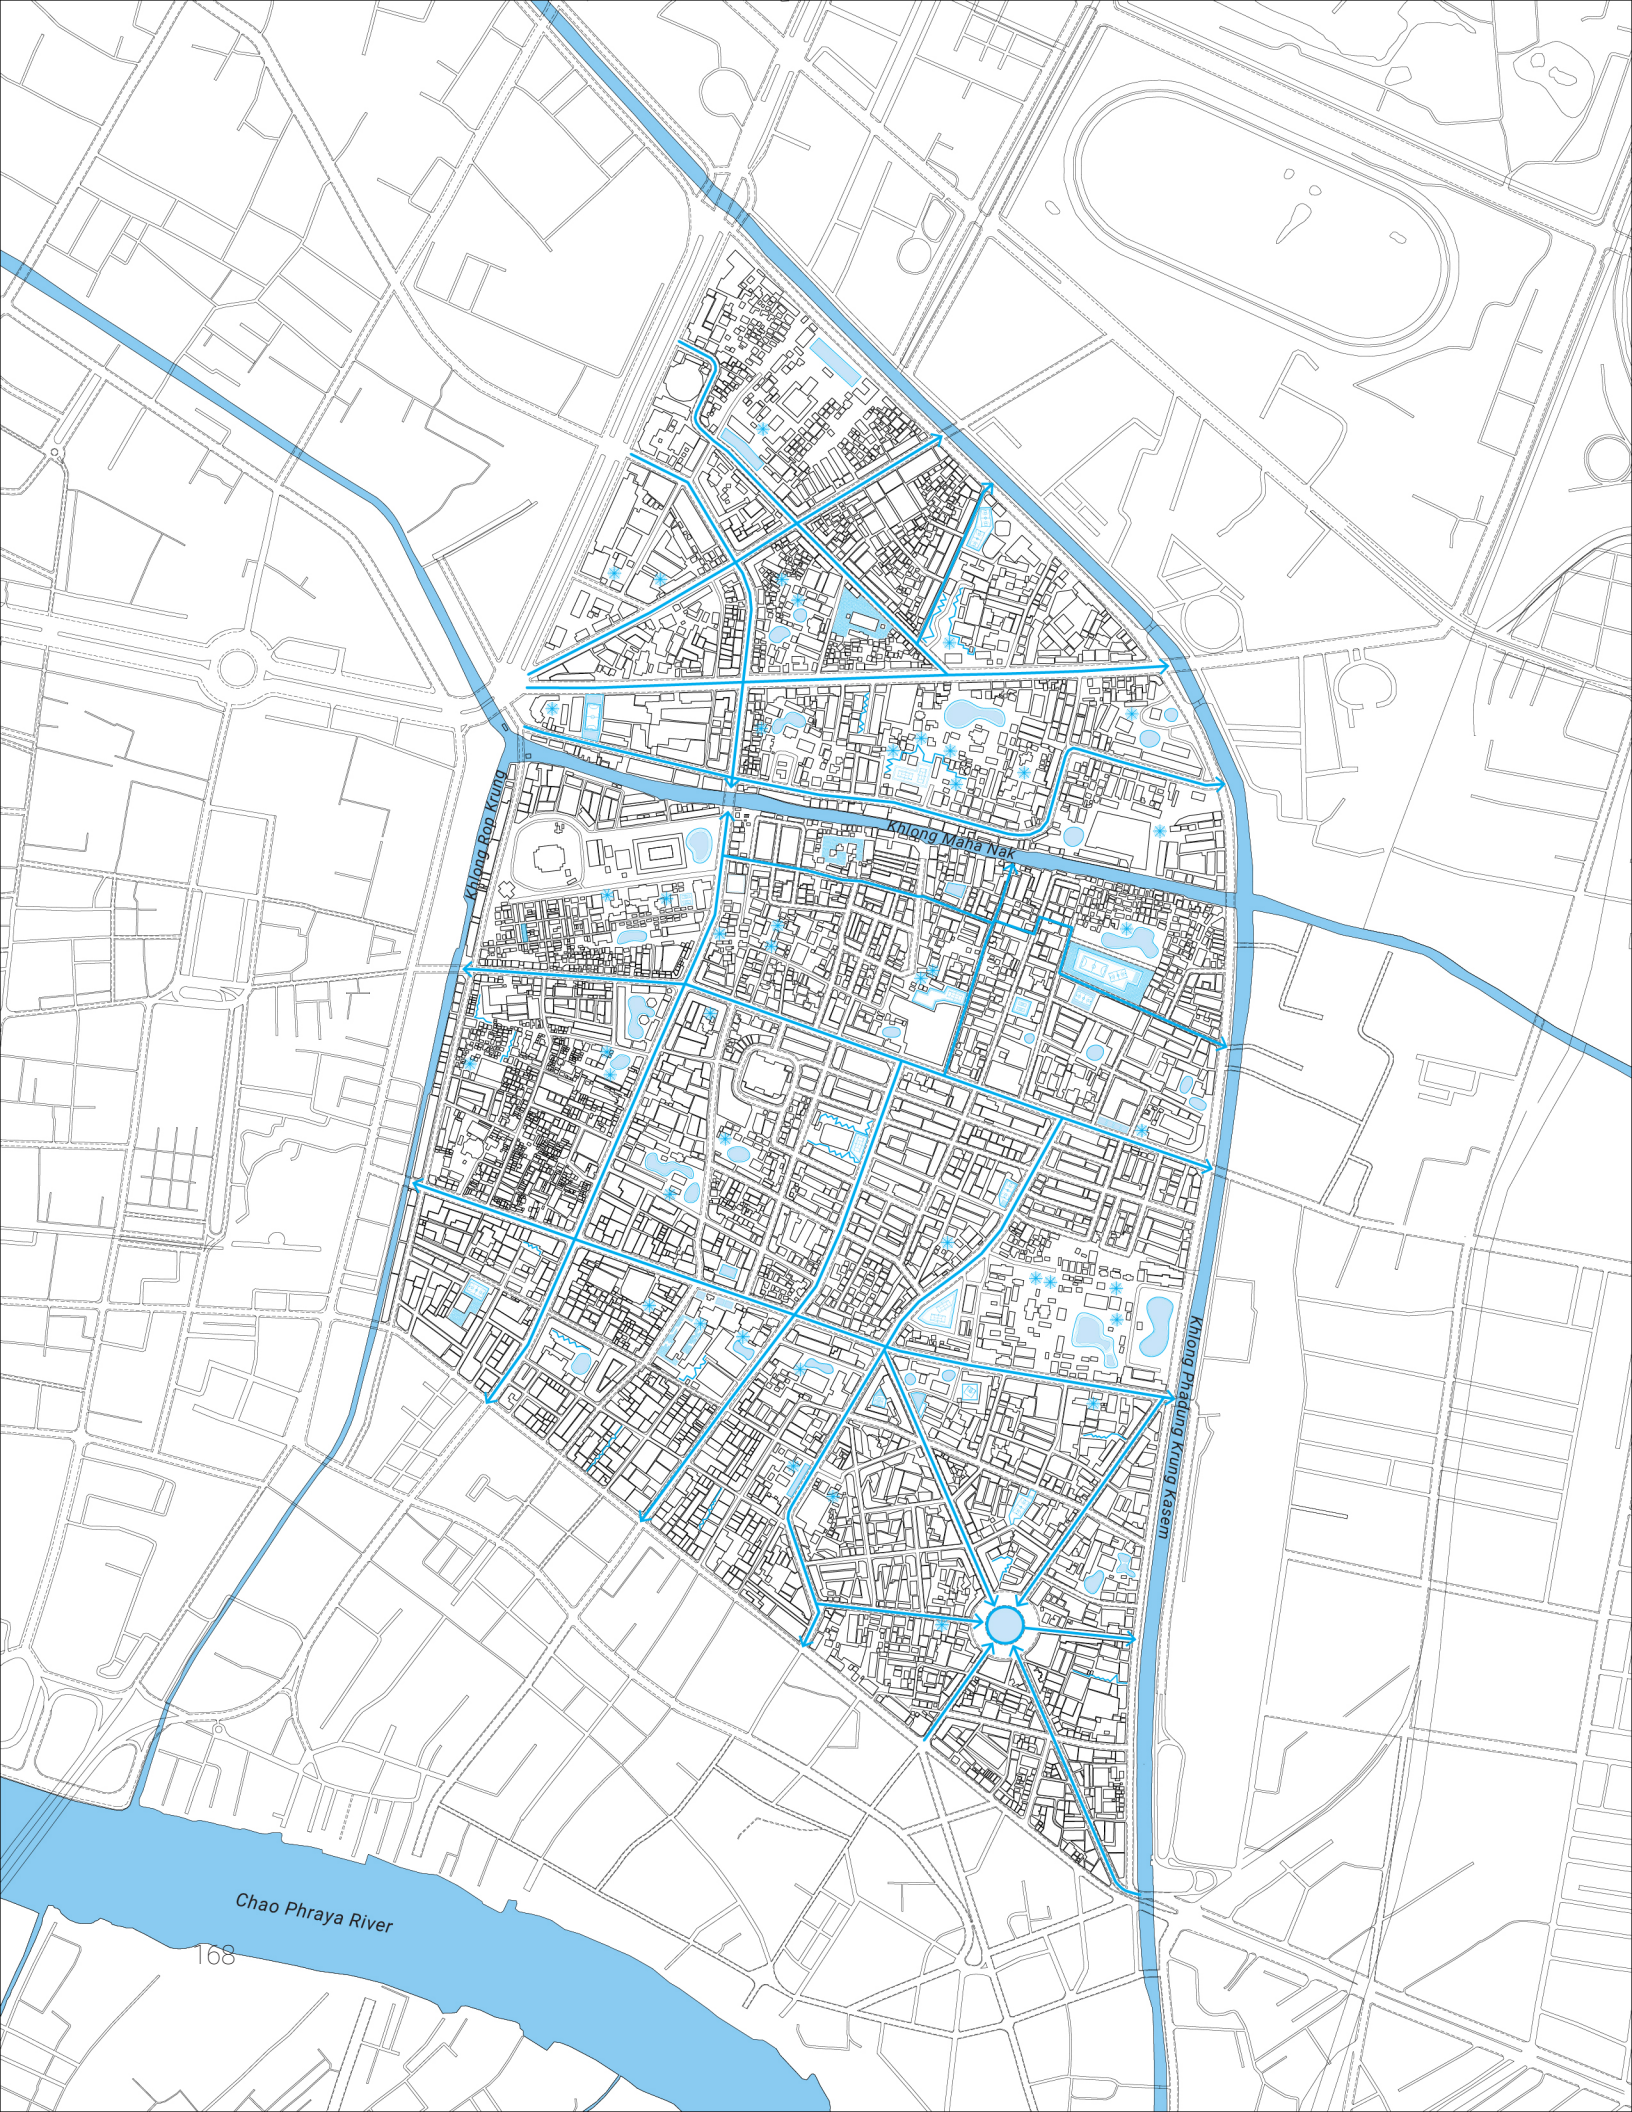 Khlong Rop Krung
Khlong Maha Nak
Khlong Phadung Krung Kasem
Chao Phraya River
168